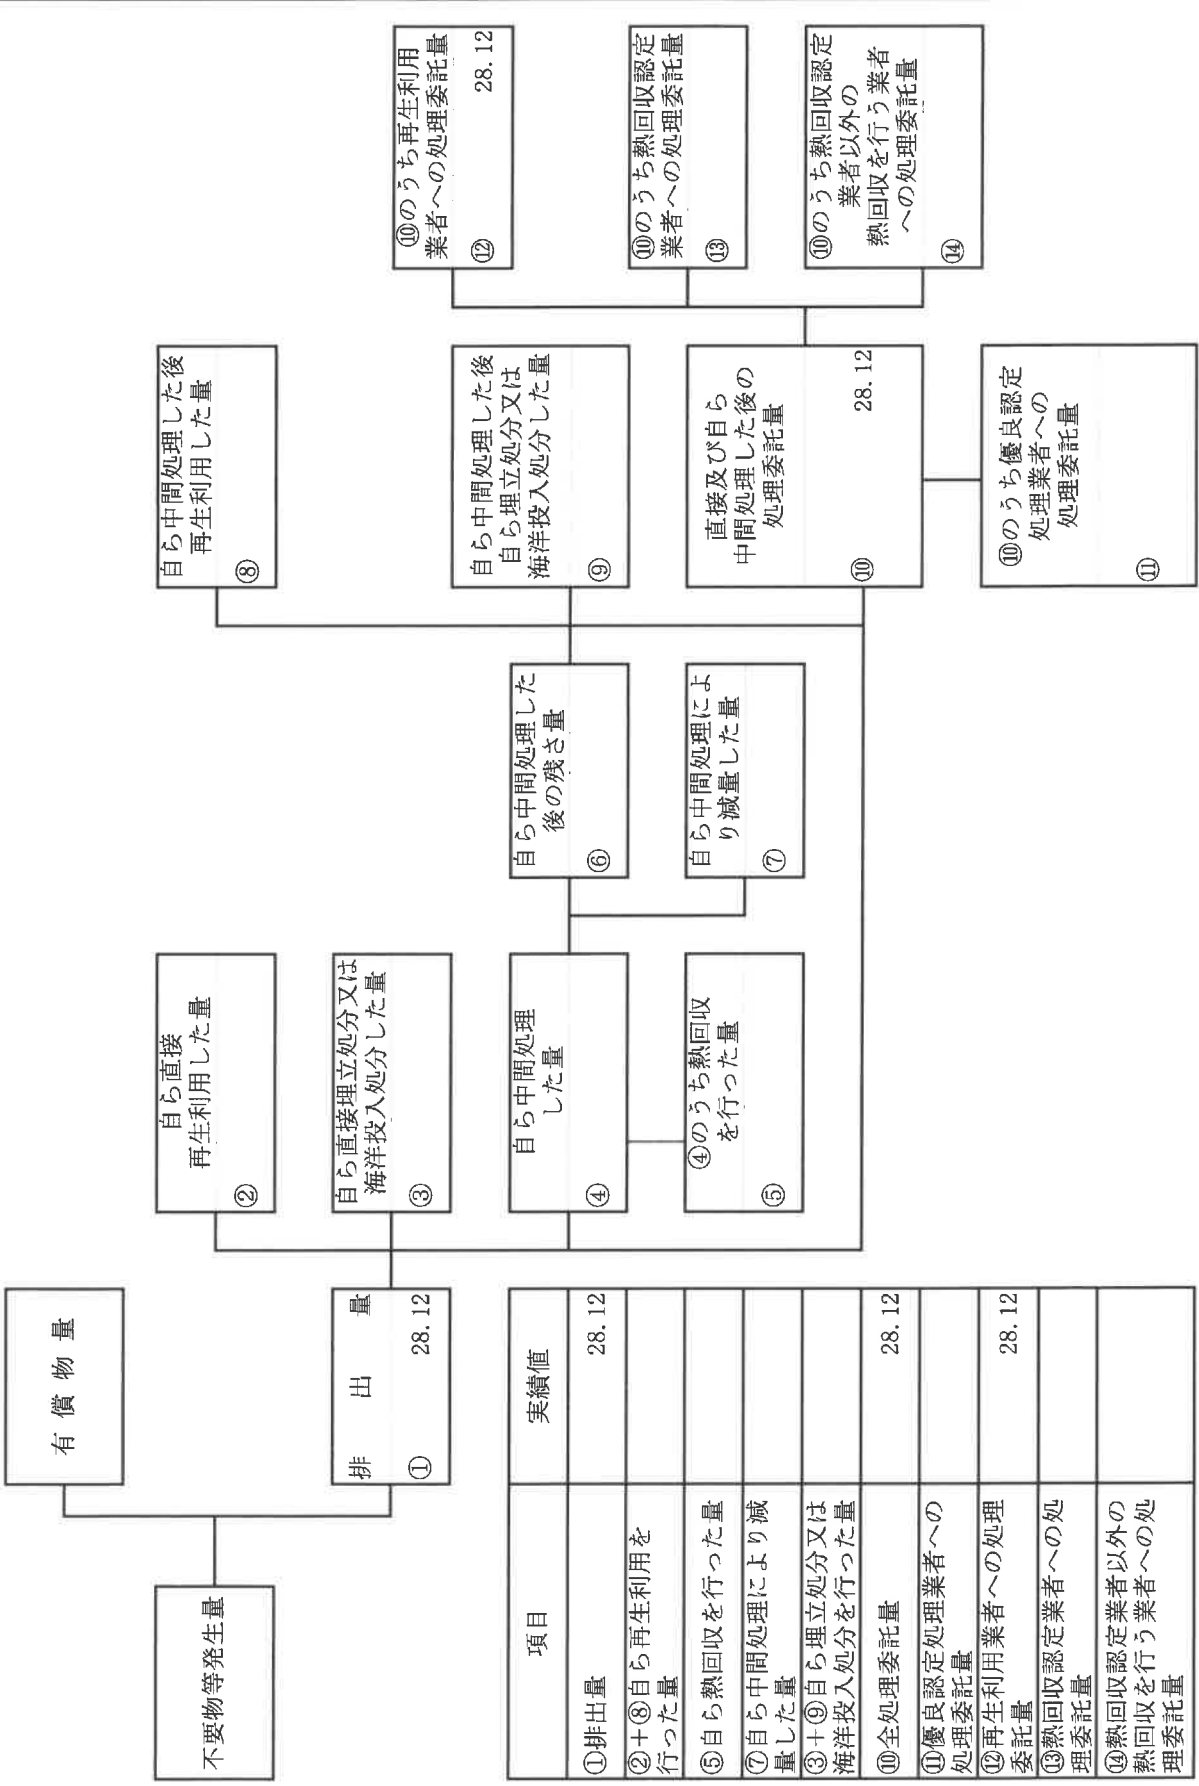 不要物等発生量
有償物量
排出量
① 28.12
自ら直接
再生利用した量
②
自ら直接埋立処分又は
海洋投入処分した量
③
自ら中間処理
した量
④
④のうち熱回収
を行った量
⑤
自ら中間処理した
後の残さ量
⑥
自ら中間処理によ
り減量した量
⑦
自ら中間処理した後
再生利用した量
⑧
自ら中間処理した後
自ら埋立処分又は
海洋投入処分した量
⑨
直接及び自ら
中間処理した後の
処理委託量
⑩ 28.12
⑩のうち優良認定
処理業者への
処理委託量
⑪
⑩のうち再生利用
業者への処理委託量
⑫ 28.12
⑩のうち熱回収認定
業者への処理委託量
⑬
⑩のうち熱回収認定
業者以外の
熱回収を行う業者
への処理委託量
⑭
項目 実績値
①排出量 28.12
②+⑧自ら再生利用を
行った量
⑤自ら熱回収を行った量
⑦自ら中間処理により減
量した量
③+⑨自ら埋立処分又は
海洋投入処分を行った量
⑩全処理委託量 28.12
⑪優良認定処理業者への
処理委託量
⑫再生利用業者への処理
委託量 28.12
⑬熱回収認定業者への処
理委託量
⑭熱回収認定業者以外の
熱回収を行う業者への処
理委託量